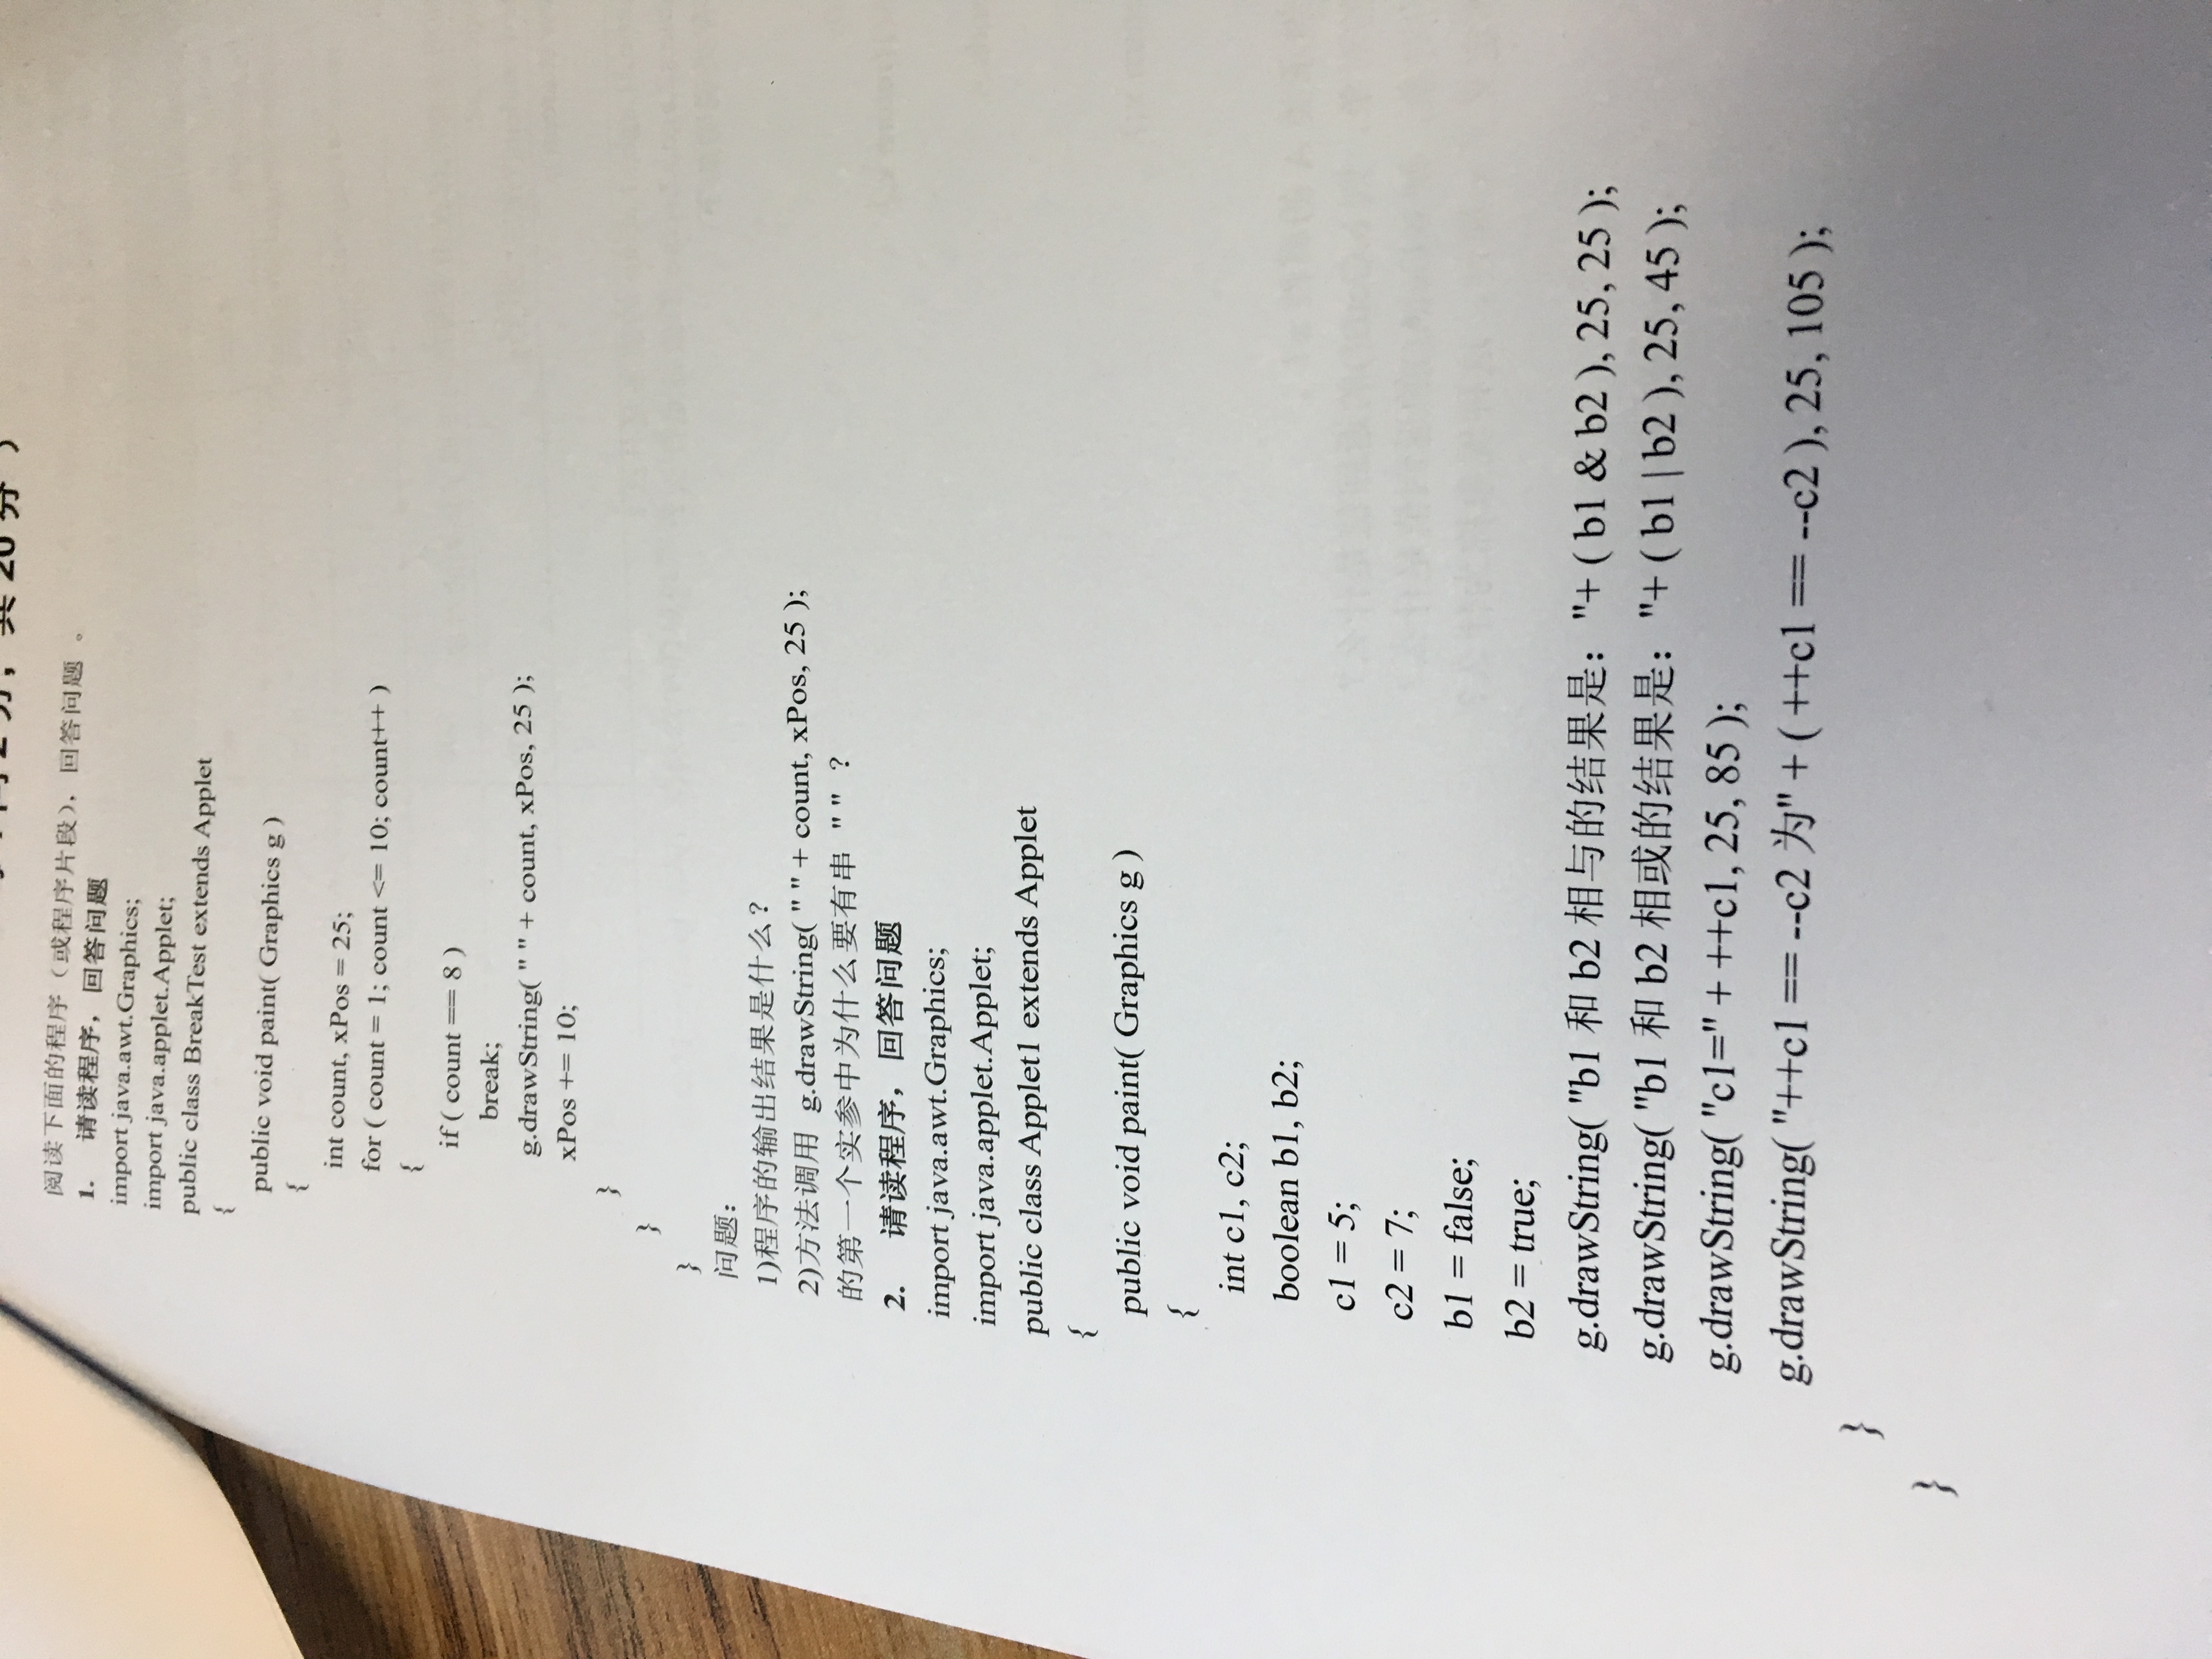 2 分，共 20 分 ）
阅读下面的程序（或程序片段），回答问题 。
1. 请读程序，回答问题
import java.awt.Graphics;
import java.applet.Applet;
public class BreakTest extends Applet
{
public void paint( Graphics g )
{
int count, xPos = 25;
for ( count = 1; count <= 10; count++ )
{
if ( count == 8 )
break;
g.drawString( " " + count, xPos, 25 );
xPos += 10;
}
}
}
问题：
1)程序的输出结果是什么？
2)方法调用 g.drawString( " " + count, xPos, 25 );
的第一个实参中为什么要有串 " " ？
2. 请读程序，回答问题
import java.awt.Graphics;
import java.applet.Applet;
public class Applet1 extends Applet
{
public void paint( Graphics g )
{
int c1, c2;
boolean b1, b2;
c1 = 5;
c2 = 7;
b1 = false;
b2 = true;
g.drawString( "b1 和 b2 相与的结果是： "+ ( b1 & b2 ), 25, 25 );
g.drawString( "b1 和 b2 相或的结果是： "+ ( b1 | b2 ), 25, 45 );
g.drawString( "c1=" + ++c1, 25, 85 );
g.drawString( "++c1 == --c2 为" + ( ++c1 == --c2 ), 25, 105 );
}
}